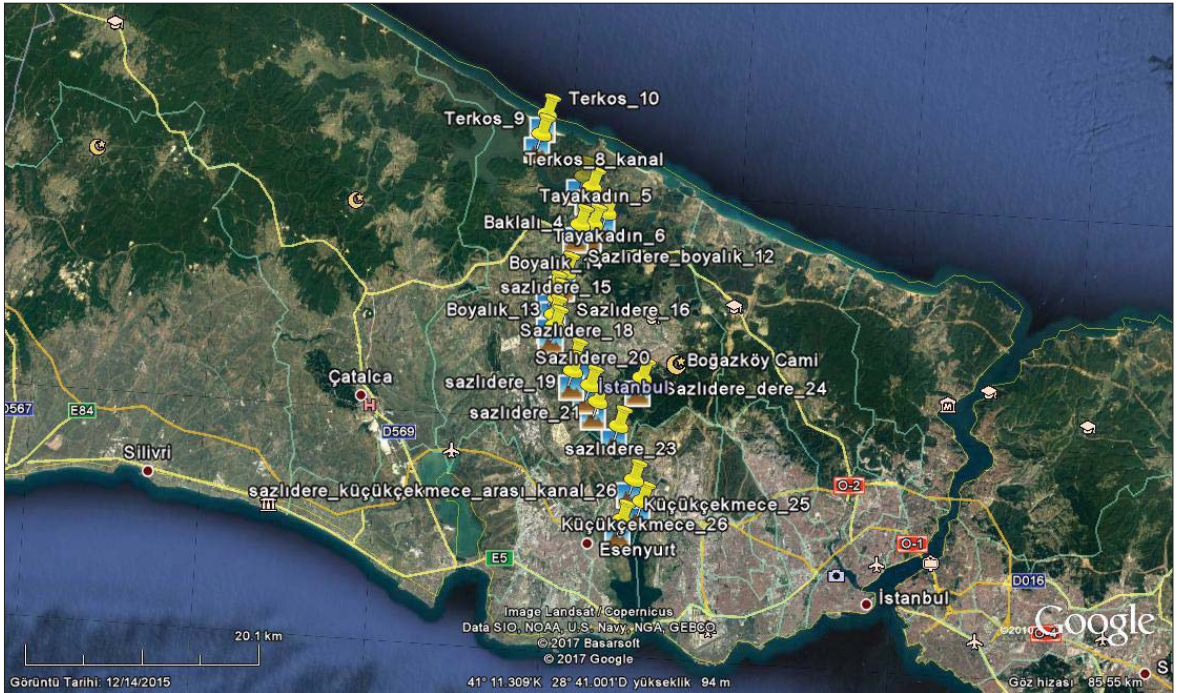 Terkos_10
Terkos_9
Terkos_8_kanal
Tayakadın_5
Baklalı_4
Tayakadın_6
Sazlıdere_boyalık_12
Boyalık_14
sazlıdere_15
Boyalık_13
Sazlıdere_16
Sazlıdere_18
Sazlıdere_20
Boğazköy Cami
Çatalca
sazlıdere_19
İstanbul
Sazlıdere_dere_24
D567
E84
H
sazlıdere_21
D569
M
Silivri
sazlıdere_23
sazlıdere_küçükçekmece_arası_kanal_26
O-2
Küçükçekmece_25
Küçükçekmece_26
Esenyurt
O-1
E5
D016
İstanbul
Image Landsat / Copernicus
Data SIO, NOAA, U.S. Navy, NGA, GEBCO
© 2017 Basarsoft
© 2017 Google
20.1 km
Google
O-4
Görüntü Tarihi: 12/14/2015
41° 11.309'K 28° 41.001'D yükseklik 94 m
Göz hizası 85.55 km